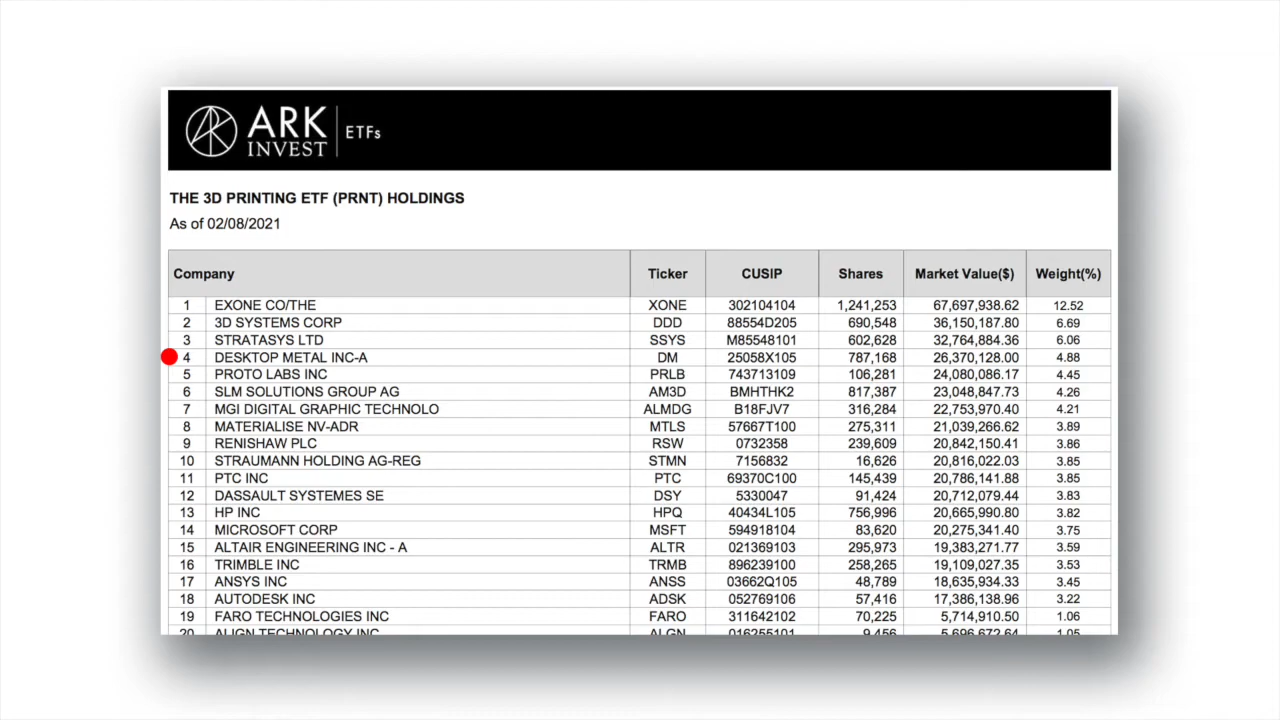 ARK
INVEST
ETFs
THE 3D PRINTING ETF (PRNT) HOLDINGS
As of 02/08/2021
Company Ticker CUSIP Shares Market Value($) Weight(%)
1 EXONE CO/THE XONE 302104104 1,241,253 67,697,938.62 12.52
2 3D SYSTEMS CORP DDD 88554D205 690,548 36,150,187.80 6.69
3 STRATASYS LTD SSYS M85548101 602,628 32,764,884.36 6.06
4 DESKTOP METAL INC-A DM 25058X105 787,168 26,370,128.00 4.88
5 PROTO LABS INC PRLB 743713109 106,281 24,080,086.17 4.45
6 SLM SOLUTIONS GROUP AG AM3D BMHTHK2 817,387 23,048,847.73 4.26
7 MGI DIGITAL GRAPHIC TECHNOLO ALMDG B18FJV7 316,284 22,753,970.40 4.21
8 MATERIALISE NV-ADR MTLS 57667T100 275,311 21,039,266.62 3.89
9 RENISHAW PLC RSW 0732358 239,609 20,842,150.41 3.86
10 STRAUMANN HOLDING AG-REG STMN 7156832 16,626 20,816,022.03 3.85
11 PTC INC PTC 69370C100 145,439 20,786,141.88 3.85
12 DASSAULT SYSTEMES SE DSY 5330047 91,424 20,712,079.44 3.83
13 HP INC HPQ 40434L105 756,996 20,665,990.80 3.82
14 MICROSOFT CORP MSFT 594918104 83,620 20,275,341.40 3.75
15 ALTAIR ENGINEERING INC - A ALTR 021369103 295,973 19,383,271.77 3.59
16 TRIMBLE INC TRMB 896239100 258,265 19,109,027.35 3.53
17 ANSYS INC ANSS 03662Q105 48,789 18,635,934.33 3.45
18 AUTODESK INC ADSK 052769106 57,416 17,386,138.96 3.22
19 FARO TECHNOLOGIES INC FARO 311642102 70,225 5,714,910.50 1.06
20 ALIGN TECHNOLOGY INC ALGN 016255101 9,456 5,696,672.64 1.05